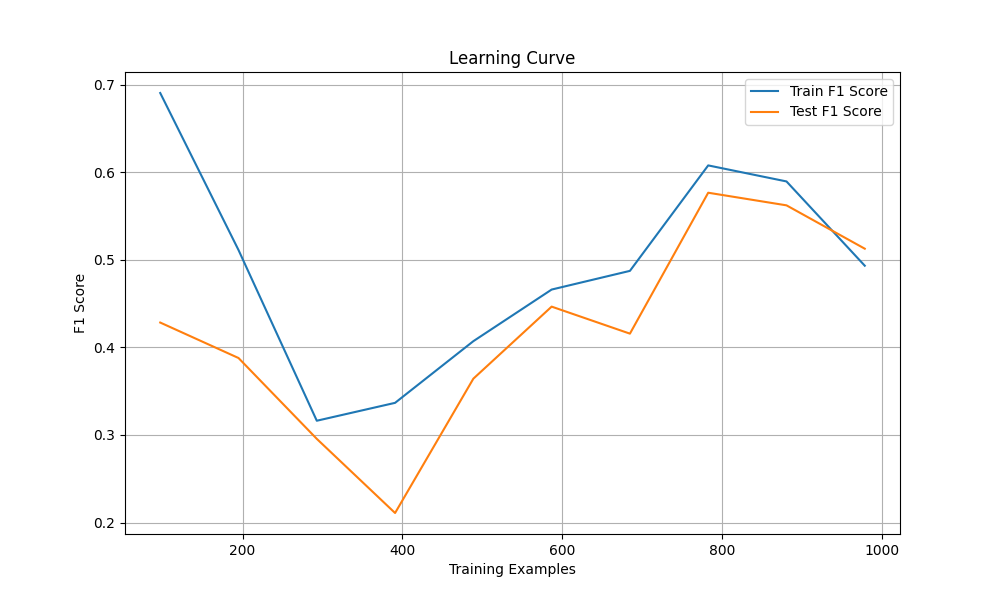 Learning Curve
Train F1 Score
Test F1 Score
0.7
0.6
0.5
0.4
0.3
0.2
F1 Score
200
400
600
800
1000
Training Examples